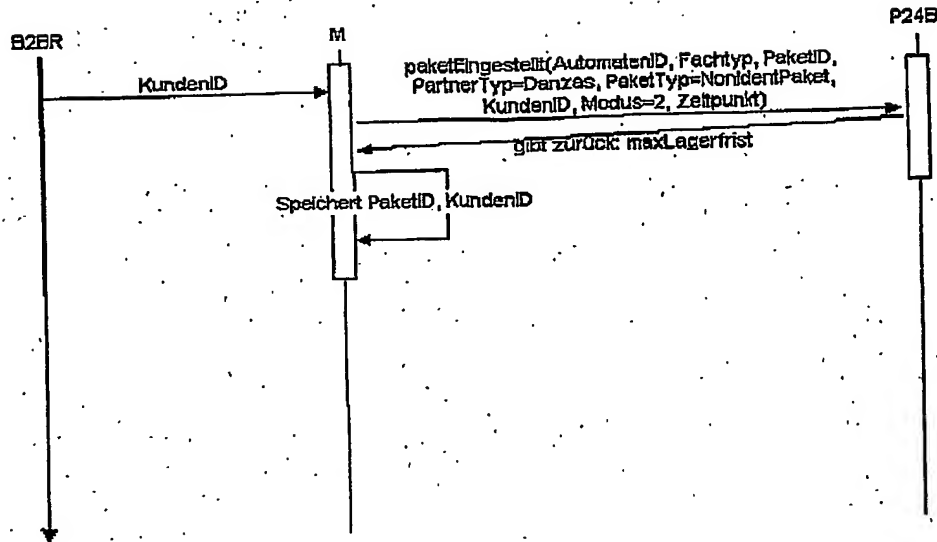 B2BR
M
P24B
KundenID
paketEingestellt(AutomatenID, Fachtyp, PaketID,
PartnerTyp=Danzas, PaketTyp=NonIdentPaket,
KundenID, Modus=2, Zeitpunkt)
gibt zurück: maxLagerfrist
Speichert PaketID, KundenID